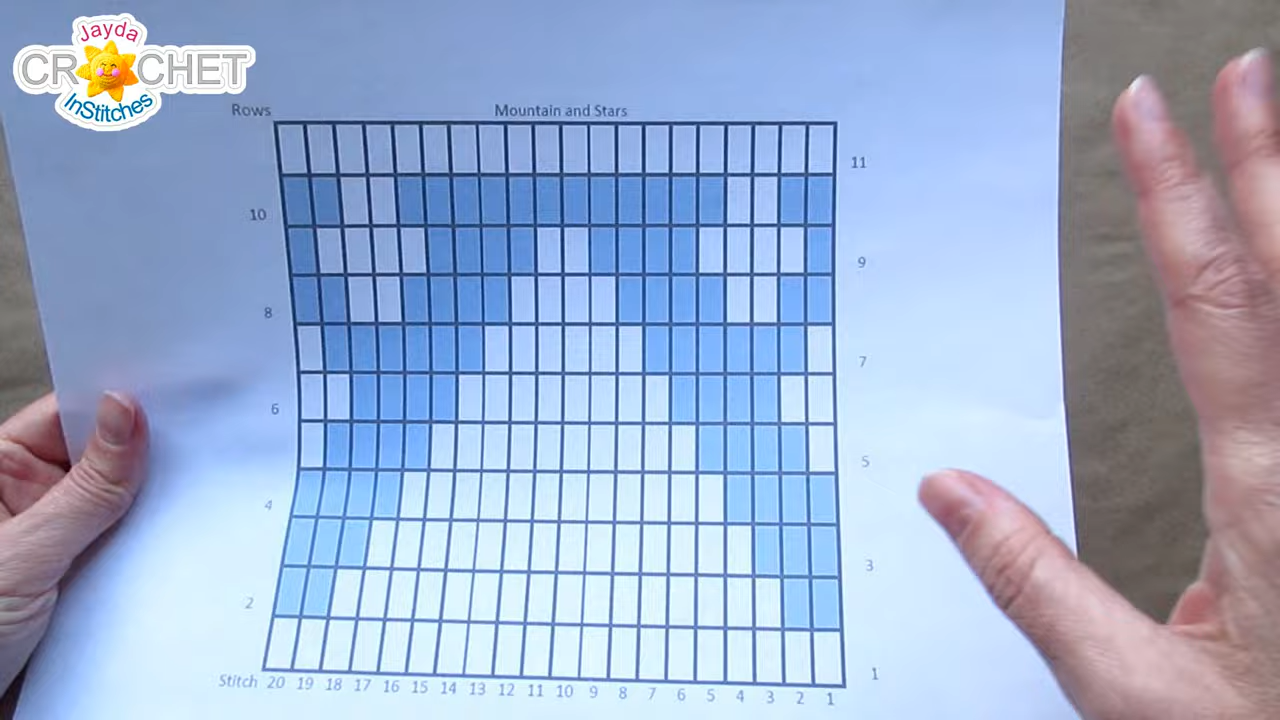 Jayda
CROCHET
InStitches
Rows Mountain and Stars
11
10
9
8
7
6
5
4
3
2
1
Stitch 20 19 18 17 16 15 14 13 12 11 10 9 8 7 6 5 4 3 2 1